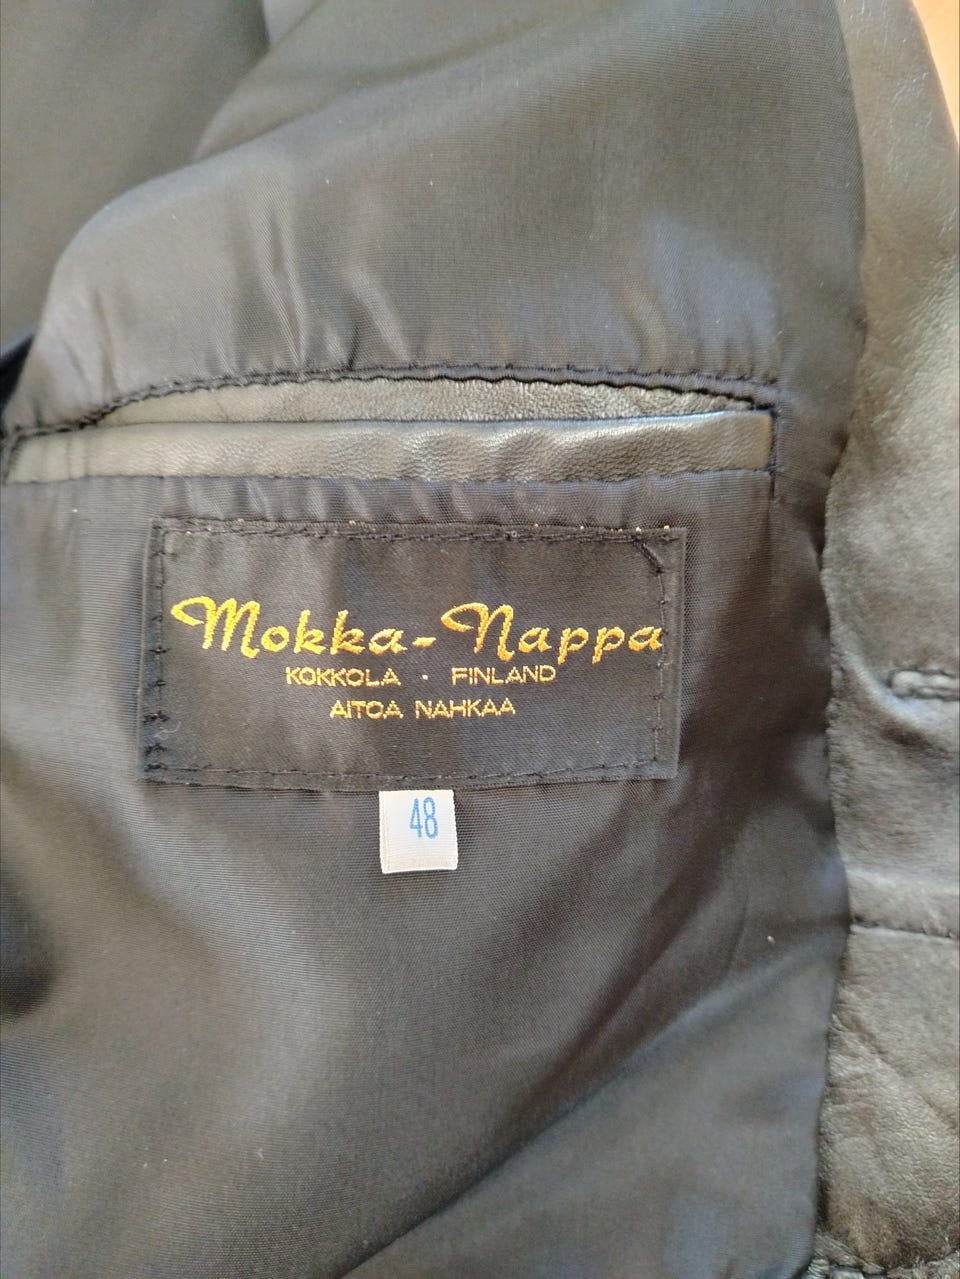 Mokka-Nappa
KOKKOLA · FINLAND
AITOA NAHKAA
48